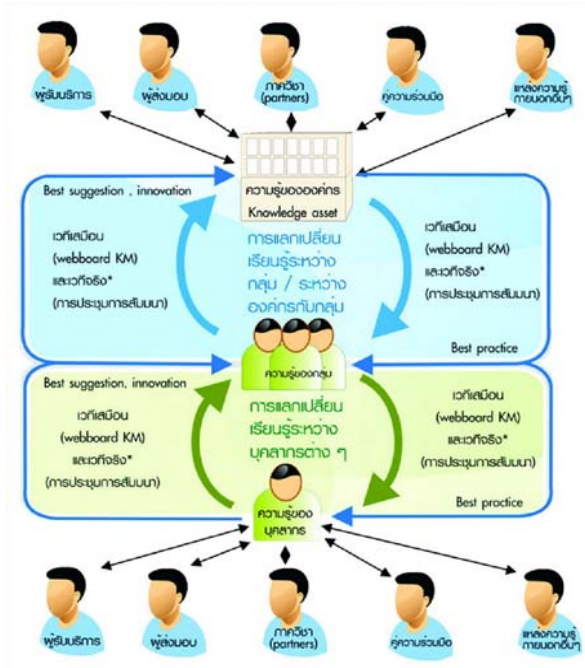 ผู้รับบริการ
ผู้ส่งมอบ
ภาควิชา
(partners)
คู่ความร่วมมือ
แหล่งความรู้
ภายนอกอื่นๆ
ความรู้ขององค์กร
Knowledge asset
Best suggestion , innovation
เวทีเสมือน
(webboard KM)
และเวทีจริง*
(การประชุมการสัมมนา)
การแลกเปลี่ยน
เรียนรู้ระหว่าง
กลุ่ม / ระหว่าง
องค์กรกับกลุ่ม
เวทีเสมือน
(webboard KM)
และเวทีจริง*
(การประชุมการสัมมนา)
Best practice
ความรู้ของกลุ่ม
Best suggestion, innovation
เวทีเสมือน
(webboard KM)
และเวทีจริง*
(การประชุมการสัมมนา)
การแลกเปลี่ยน
เรียนรู้ระหว่าง
บุคลากรต่าง ๆ
เวทีเสมือน
(webboard KM)
และเวทีจริง*
(การประชุมการสัมมนา)
Best practice
ความรู้ของ
บุคลากร
ผู้รับบริการ
ผู้ส่งมอบ
ภาควิชา
(partners)
คู่ความร่วมมือ
แหล่งความรู้
ภายนอกอื่นๆ